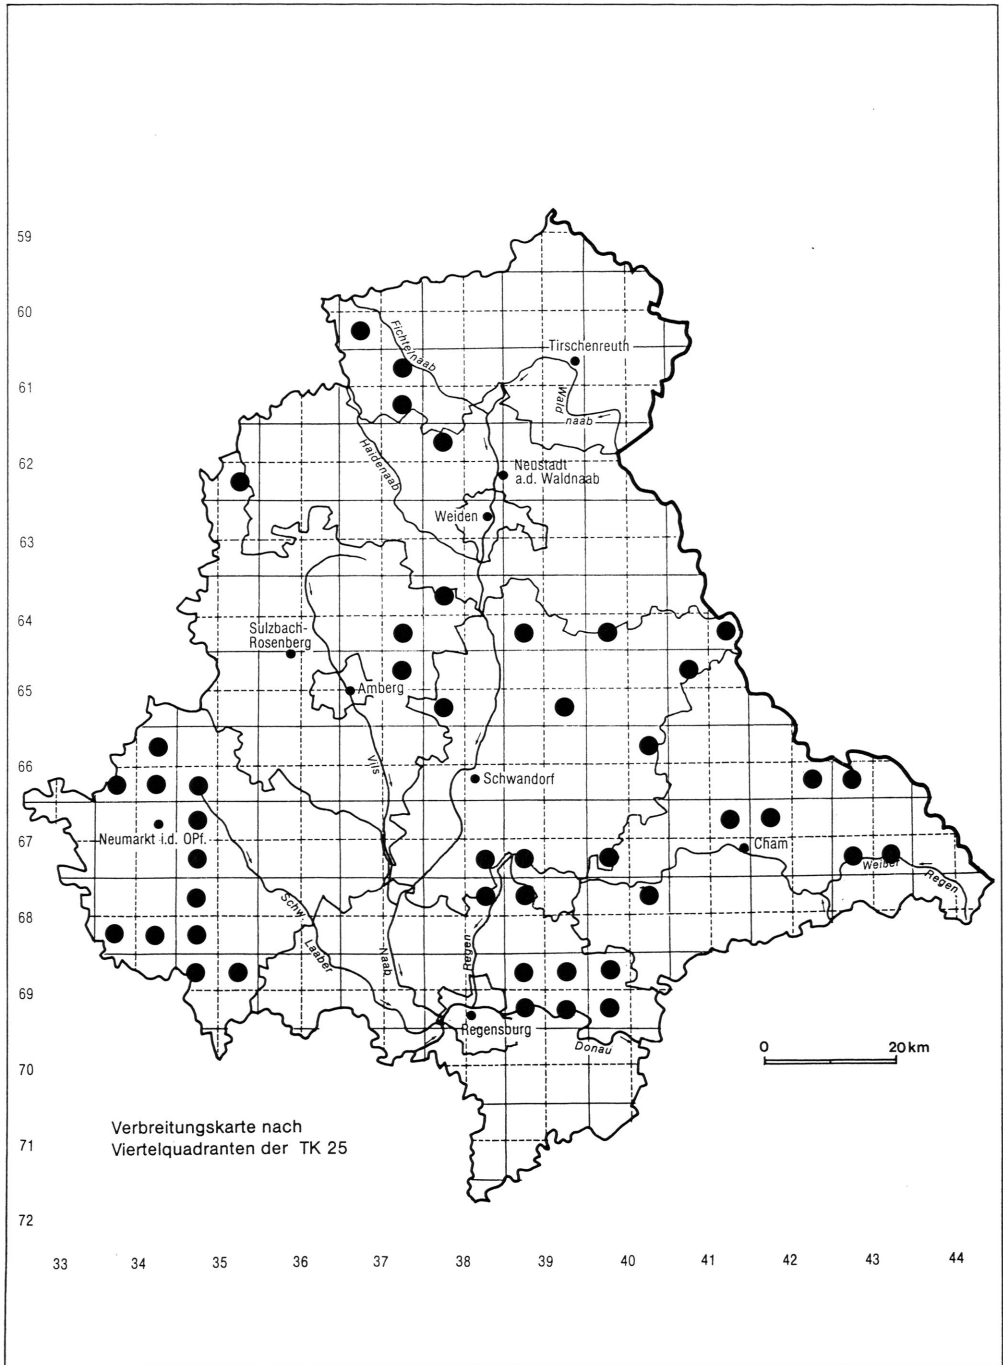 59
60
61
62
63
64
65
66
67
68
69
70
71
72
Fichtelnaab
Tirschenreuth
Wald
naab
Haidenaab
Neustadt
a.d. Waldnaab
Weiden
Sulzbach-
Rosenberg
Amberg
Vils
Schwandorf
Neumarkt i.d. OPf.
Cham
Weißer
Regen
Schw.
Laaber
Naab
Regen
Regensburg
Donau
0 20 km
Verbreitungskarte nach
Viertelquadranten der TK 25
33 34 35 36 37 38 39 40 41 42 43 44